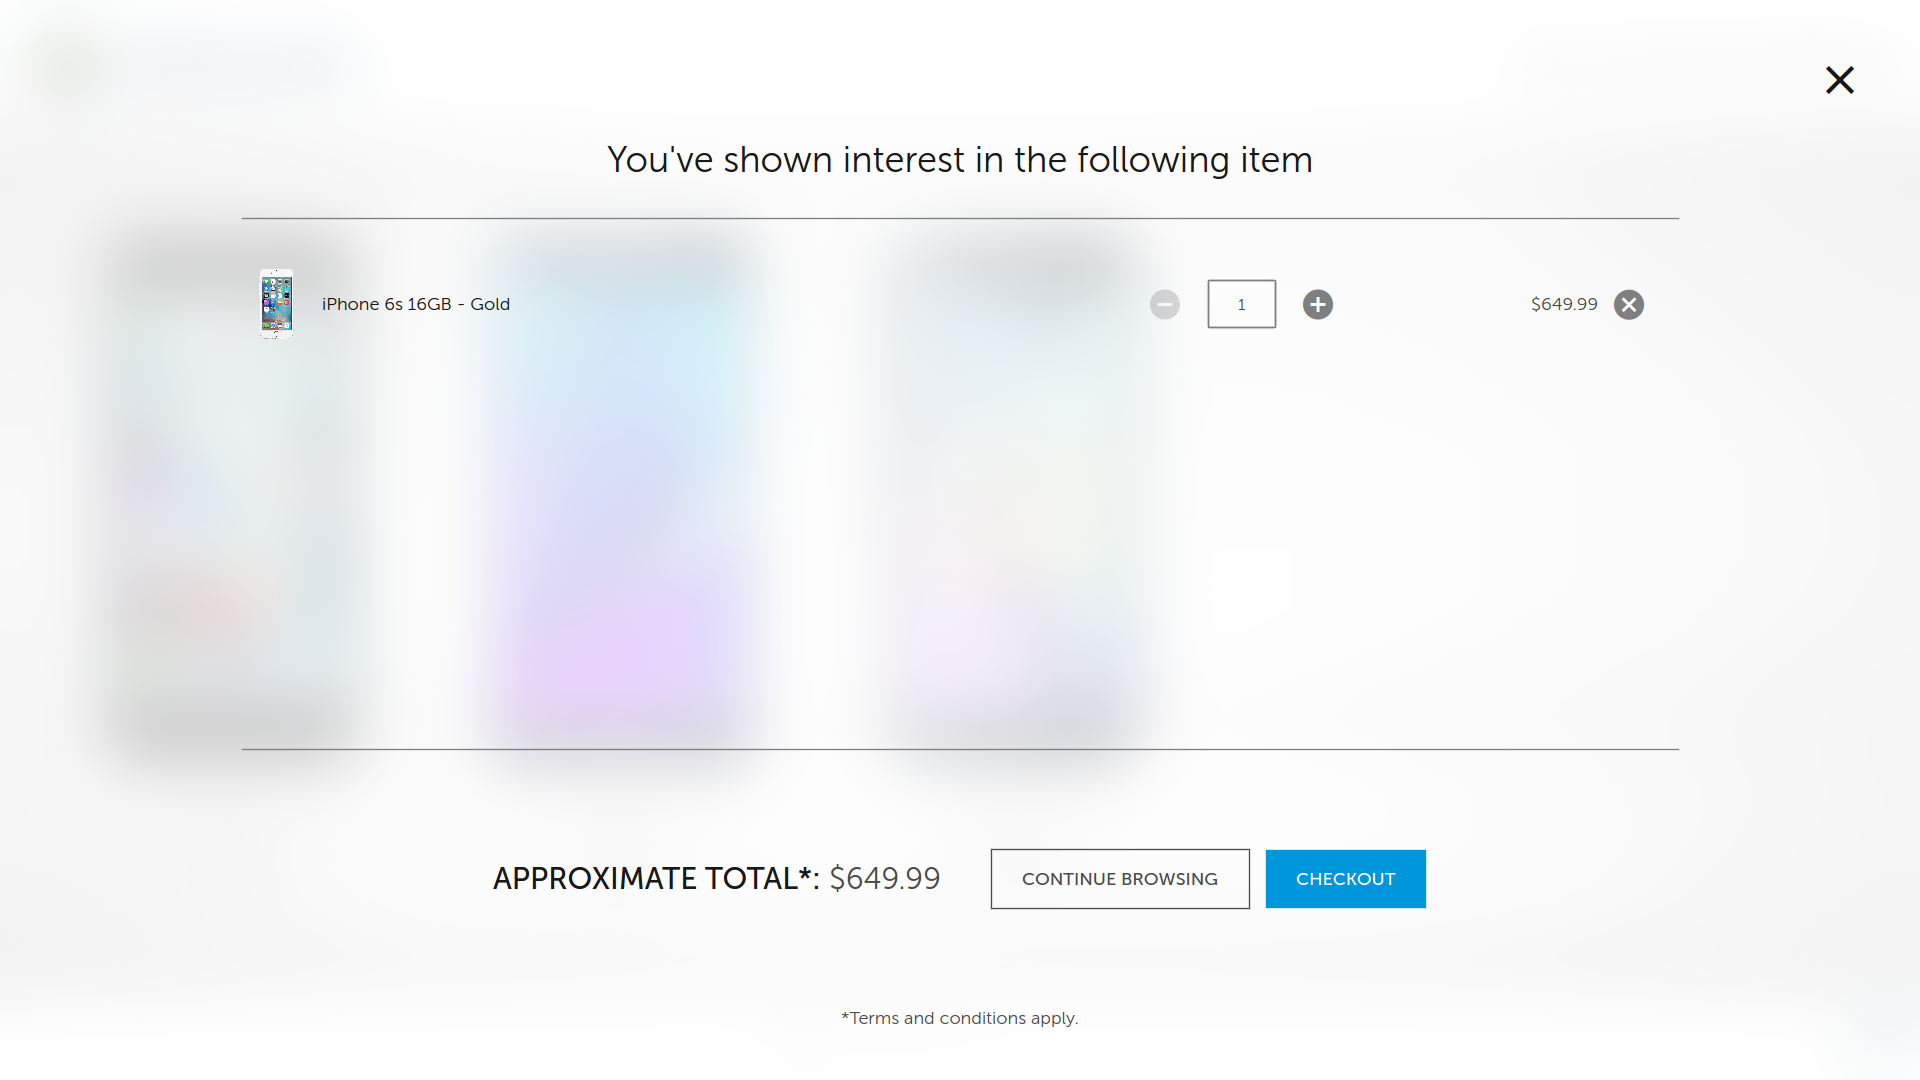 You've shown interest in the following item
iPhone 6s 16GB - Gold
1
$649.99
APPROXIMATE TOTAL*: $649.99
CONTINUE BROWSING
CHECKOUT
*Terms and conditions apply.